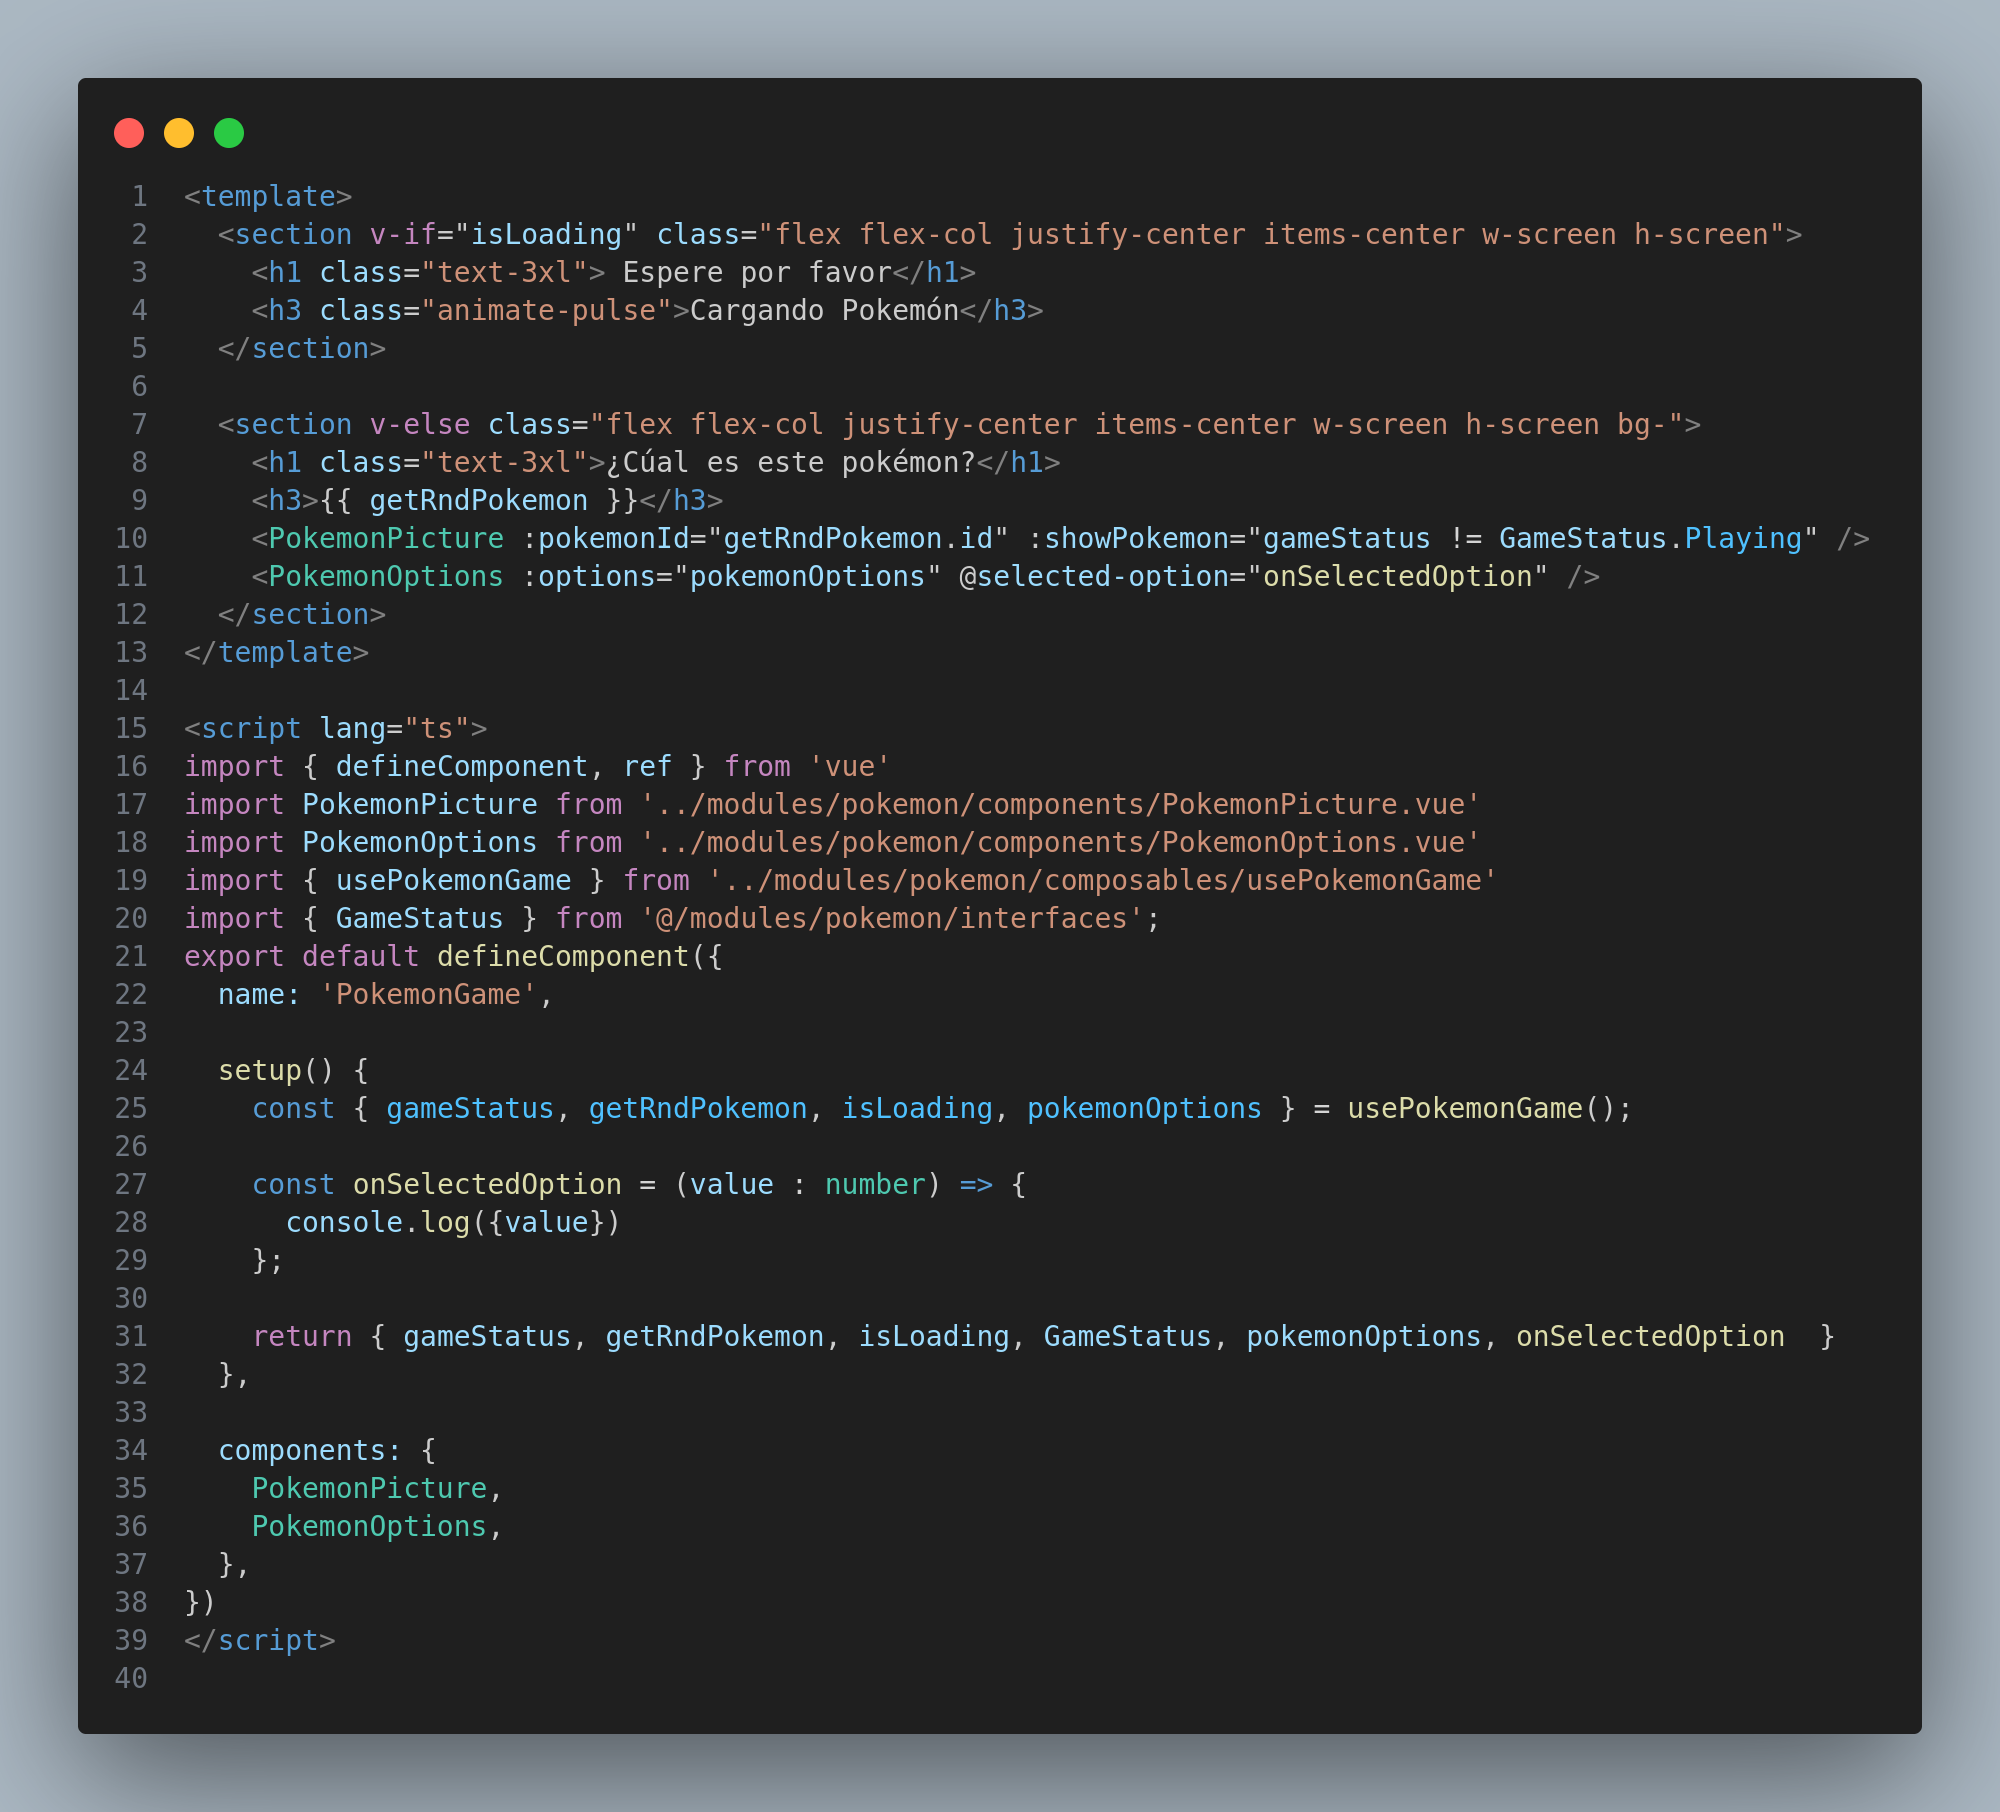 1 <template>
2   <section v-if="isLoading" class="flex flex-col justify-center items-center w-screen h-screen">
3     <h1 class="text-3xl"> Espere por favor</h1>
4     <h3 class="animate-pulse">Cargando Pokemón</h3>
5   </section>
6
7   <section v-else class="flex flex-col justify-center items-center w-screen h-screen bg-">
8     <h1 class="text-3xl">¿Cúal es este pokémon?</h1>
9     <h3>{{ getRndPokemon }}</h3>
10     <PokemonPicture :pokemonId="getRndPokemon.id" :showPokemon="gameStatus != GameStatus.Playing" />
11     <PokemonOptions :options="pokemonOptions" @selected-option="onSelectedOption" />
12   </section>
13 </template>
14
15 <script lang="ts">
16 import { defineComponent, ref } from 'vue'
17 import PokemonPicture from '../modules/pokemon/components/PokemonPicture.vue'
18 import PokemonOptions from '../modules/pokemon/components/PokemonOptions.vue'
19 import { usePokemonGame } from '../modules/pokemon/composables/usePokemonGame'
20 import { GameStatus } from '@/modules/pokemon/interfaces';
21 export default defineComponent({
22   name: 'PokemonGame',
23
24   setup() {
25     const { gameStatus, getRndPokemon, isLoading, pokemonOptions } = usePokemonGame();
26
27     const onSelectedOption = (value : number) => {
28       console.log({value})
29     };
30
31     return { gameStatus, getRndPokemon, isLoading, GameStatus, pokemonOptions, onSelectedOption  }
32   },
33
34   components: {
35     PokemonPicture,
36     PokemonOptions,
37   },
38 })
39 </script>
40